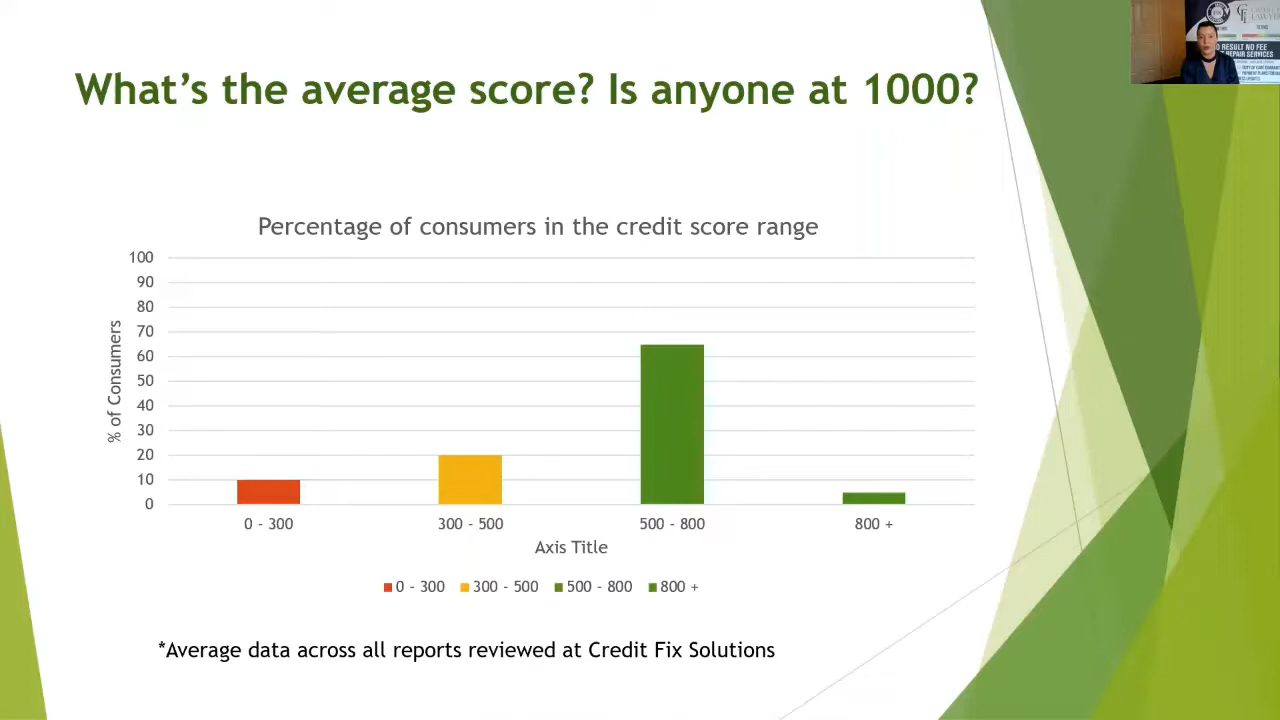 What's the average score? Is anyone at 1000?
Percentage of consumers in the credit score range
100
90
80
70
60
50
40
30
20
10
0
% of Consumers
0 - 300
300 - 500
500 - 800
800 +
Axis Title
0 - 300 300 - 500 500 - 800 800 +
*Average data across all reports reviewed at Credit Fix Solutions